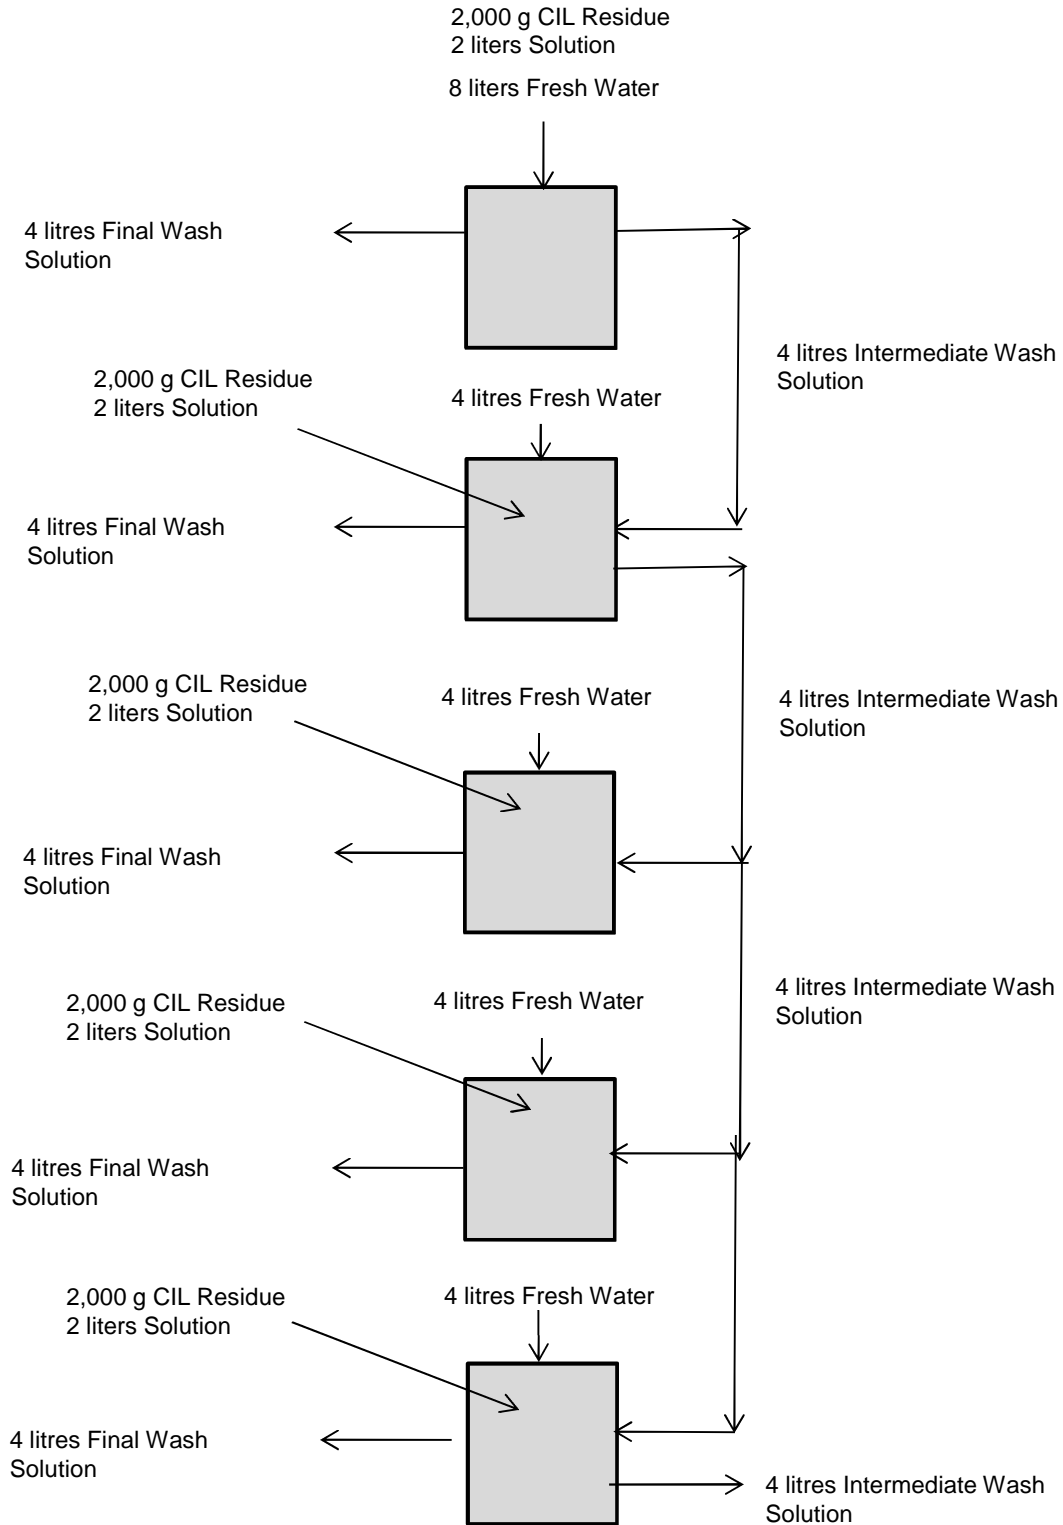 2,000 g CIL Residue
2 liters Solution
8 liters Fresh Water
4 litres Final Wash
Solution
4 litres Intermediate Wash
Solution
2,000 g CIL Residue
2 liters Solution
4 litres Fresh Water
4 litres Final Wash
Solution
2,000 g CIL Residue
2 liters Solution
4 litres Fresh Water
4 litres Intermediate Wash
Solution
4 litres Final Wash
Solution
2,000 g CIL Residue
2 liters Solution
4 litres Fresh Water
4 litres Intermediate Wash
Solution
4 litres Final Wash
Solution
2,000 g CIL Residue
2 liters Solution
4 litres Fresh Water
4 litres Final Wash
Solution
4 litres Intermediate Wash
Solution